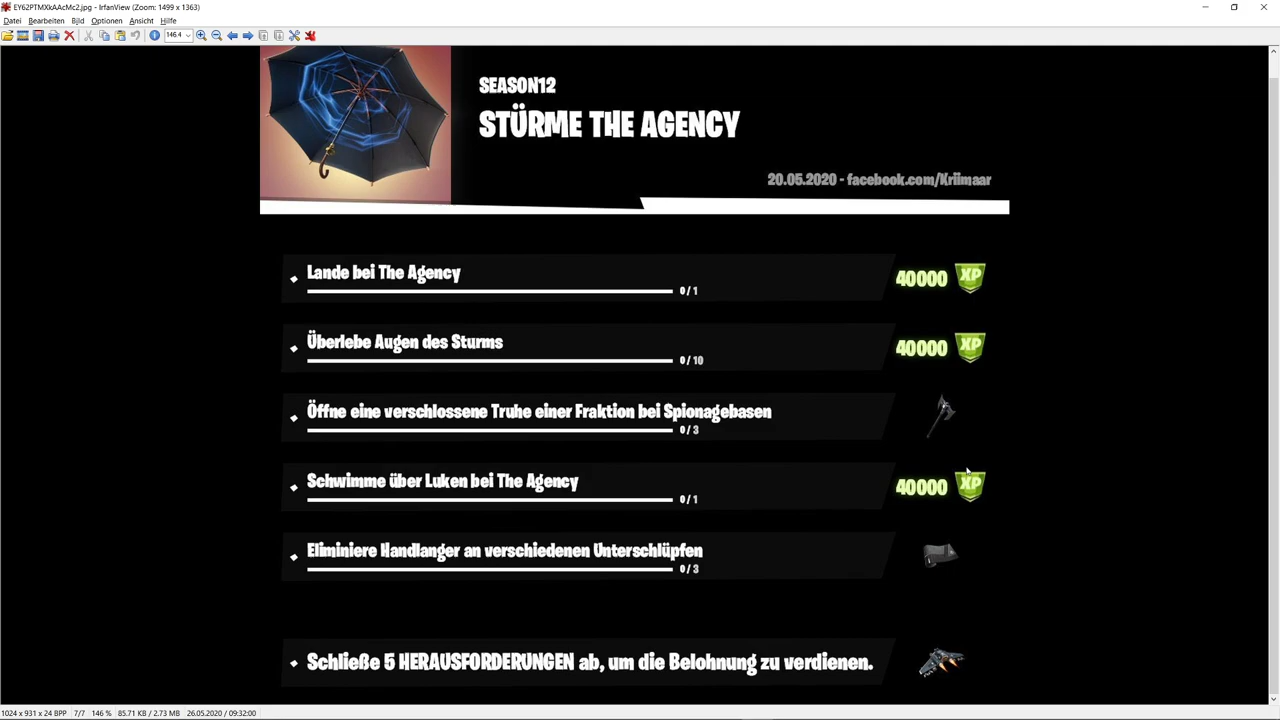 EY62PTMXkAAcMc2.jpg - IrfanView (Zoom: 1499 x 1363)
Datei Bearbeiten Bild Optionen Ansicht Hilfe
146.4
SEASON12
STÜRME THE AGENCY
20.05.2020 - facebook.com/Kriimaar
Lande bei The Agency
0/1
40000 XP
Überlebe Augen des Sturms
0/10
40000 XP
Öffne eine verschlossene Truhe einer Fraktion bei Spionagebasen
0/3
Schwimme über Luken bei The Agency
0/1
40000 XP
Eliminiere Handlanger an verschiedenen Unterschlüpfen
0/3
Schließe 5 HERAUSFORDERUNGEN ab, um die Belohnung zu verdienen.
1024 x 931 x 24 BPP 7/7 146 % 85.71 KB / 2.73 MB 26.05.2020 / 09:32:00